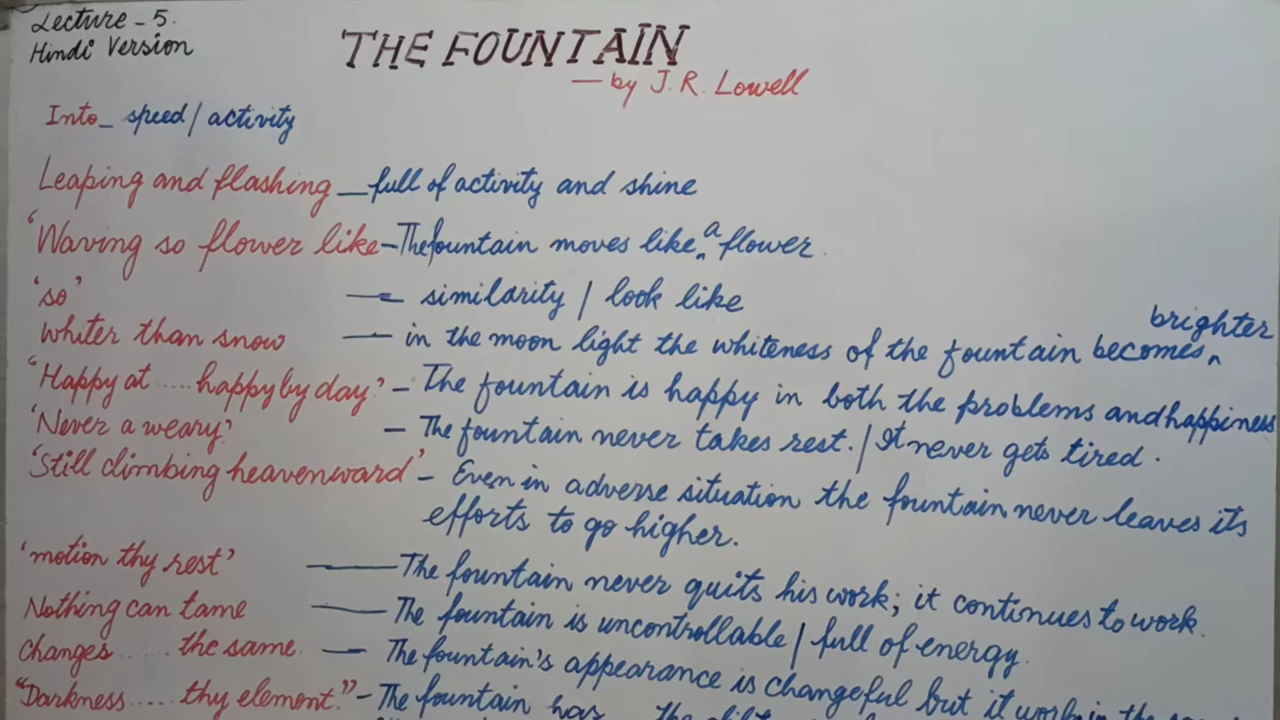 Lecture - 5.
Hindi Version
THE FOUNTAIN
— by J. R. Lowell
Into_ speed / activity
Leaping and flashing — full of activity and shine
'Waving so flower like - The fountain moves like a flower.
'so' — similarity / look like
whiter than snow — in the moon light the whiteness of the fountain becomes brighter
'Happy at ..... happy by day' - The fountain is happy in both the problems and happiness
'Never a weary' - The fountain never takes rest. / It never gets tired.
'Still climbing heavenward' - Even in adverse situation the fountain never leaves its
efforts to go higher.
'motion thy rest' — The fountain never quits his work; it continues to work.
Nothing can tame — The fountain is uncontrollable / full of energy.
Changes ...... the same. — The fountain's appearance is changeful but it works in the
"Darkness ..... thy element." - The fountain has the